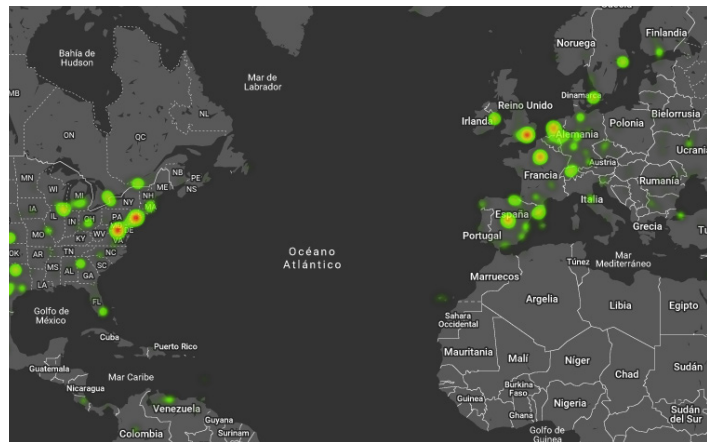 Finlandia
Noruega
Bahía de
Hudson
Mar de
Labrador
MB
NL
ON
QC
Dinamarca
Reino Unido
Irlanda
Bielorrusia
Polonia
Alemania
Ucrania
Austria
Francia
Rumanía
Italia
España
Portugal
Grecia
MN
WI
MI
NY
NH
ME
NB
PE
NS
MA
IA
IL
IN
OH
PA
MO
KY
WV
VA
DE
OK
AR
TN
NC
MS
AL
GA
SC
LA
FL
Océano
Atlántico
Mar
Mediterráneo
Túnez
Marruecos
Argelia
Libia
Egipto
Sahara
Occidental
Golfo de
México
Cuba
Puerto Rico
Guatemala
Mar Caribe
Nicaragua
Venezuela
Guyana
Surinam
Colombia
Mauritania
Malí
Níger
Chad
Sudán
Burkina
Faso
Guinea
Ghana
Nigeria
Sudán
del Sur
Golfo de
Guinea